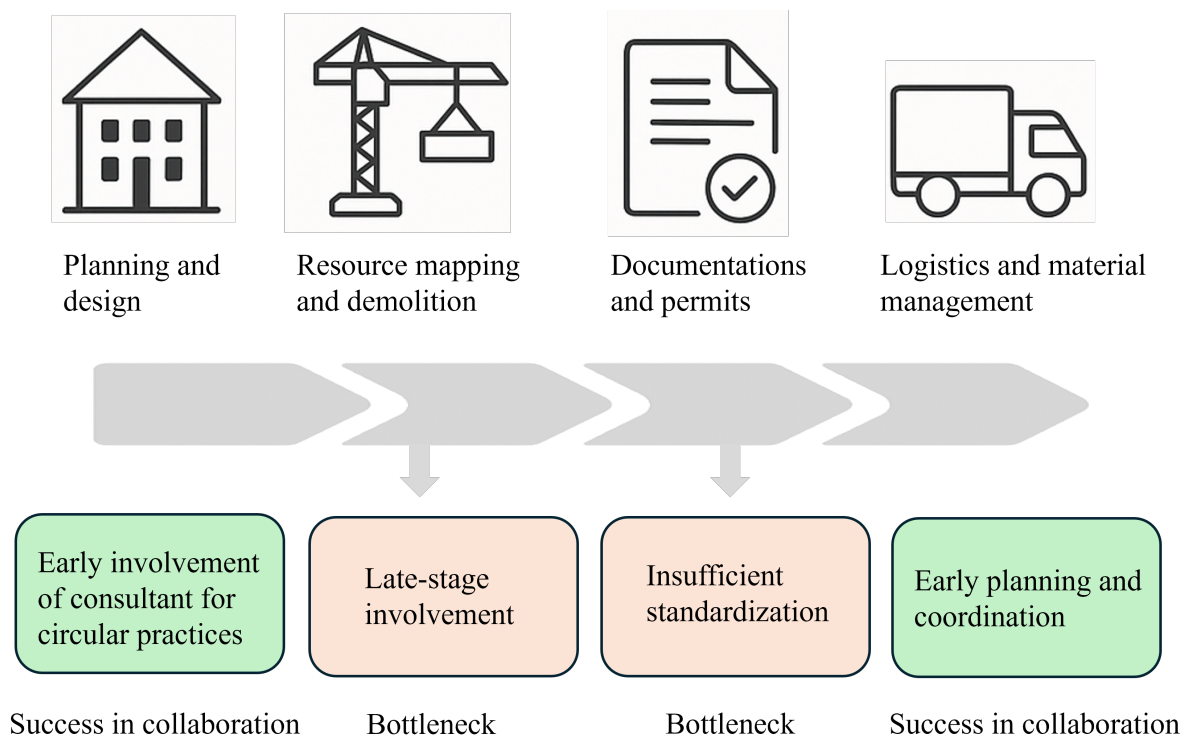 Planning and
design
Resource mapping
and demolition
Documentations
and permits
Logistics and material
management
Early involvement
of consultant for
circular practices
Late-stage
involvement
Insufficient
standardization
Early planning and
coordination
Success in collaboration
Bottleneck
Bottleneck
Success in collaboration